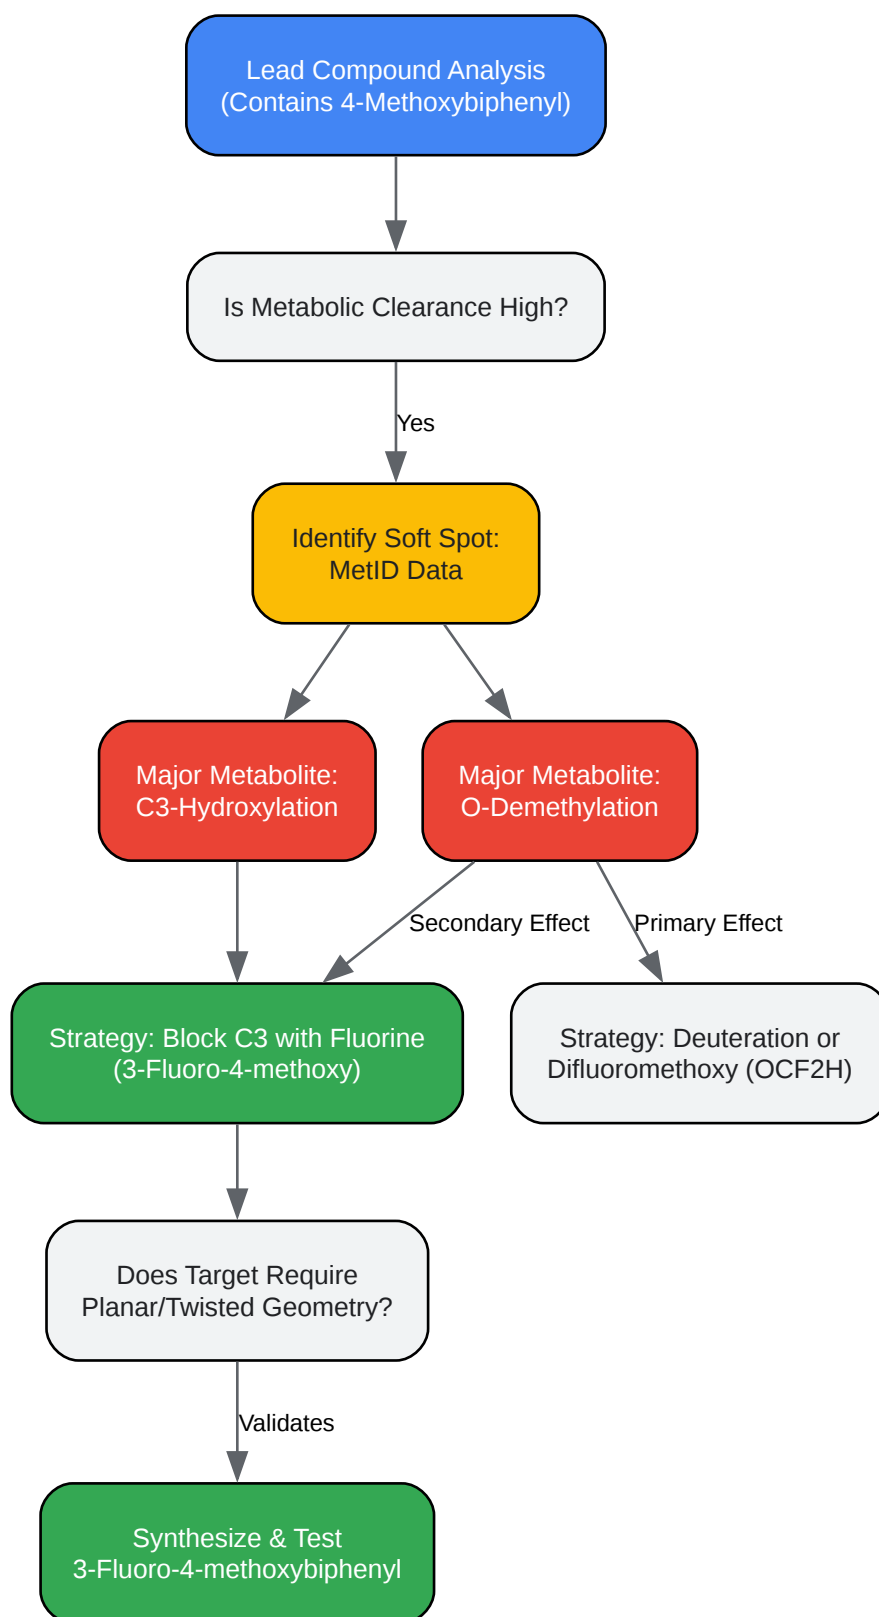 Lead Compound Analysis
(Contains 4-Methoxybiphenyl)
Is Metabolic Clearance High?
Yes
Identify Soft Spot:
MetID Data
Major Metabolite:
C3-Hydroxylation
Major Metabolite:
O-Demethylation
Secondary Effect
Primary Effect
Strategy: Block C3 with Fluorine
(3-Fluoro-4-methoxy)
Strategy: Deuteration or
Difluoromethoxy (OCF2H)
Does Target Require
Planar/Twisted Geometry?
Validates
Synthesize & Test
3-Fluoro-4-methoxybiphenyl